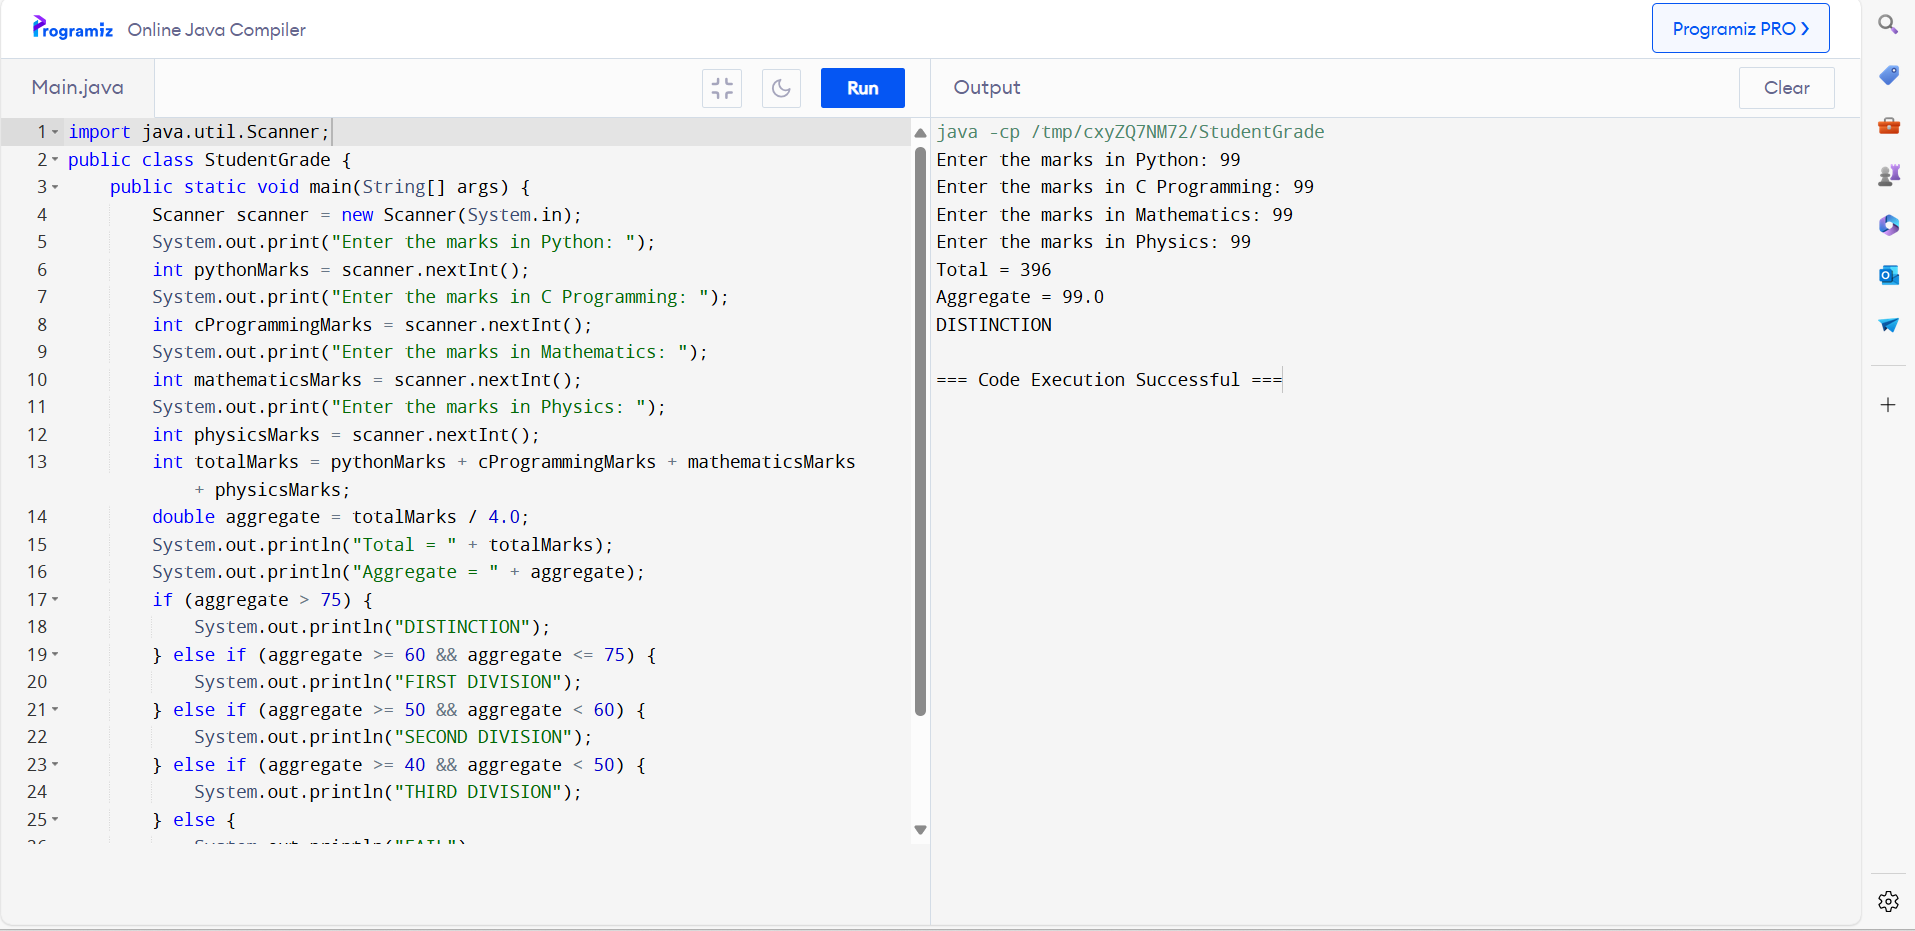 Programiz Online Java Compiler
Programiz PRO
Main.java
Run
Output
Clear
1 import java.util.Scanner;
2 public class StudentGrade {
3     public static void main(String[] args) {
4         Scanner scanner = new Scanner(System.in);
5         System.out.print("Enter the marks in Python: ");
6         int pythonMarks = scanner.nextInt();
7         System.out.print("Enter the marks in C Programming: ");
8         int cProgrammingMarks = scanner.nextInt();
9         System.out.print("Enter the marks in Mathematics: ");
10         int mathematicsMarks = scanner.nextInt();
11         System.out.print("Enter the marks in Physics: ");
12         int physicsMarks = scanner.nextInt();
13         int totalMarks = pythonMarks + cProgrammingMarks + mathematicsMarks
            + physicsMarks;
14         double aggregate = totalMarks / 4.0;
15         System.out.println("Total = " + totalMarks);
16         System.out.println("Aggregate = " + aggregate);
17         if (aggregate > 75) {
18             System.out.println("DISTINCTION");
19         } else if (aggregate >= 60 && aggregate <= 75) {
20             System.out.println("FIRST DIVISION");
21         } else if (aggregate >= 50 && aggregate < 60) {
22             System.out.println("SECOND DIVISION");
23         } else if (aggregate >= 40 && aggregate < 50) {
24             System.out.println("THIRD DIVISION");
25         } else {
java -cp /tmp/cxyZQ7NM72/StudentGrade
Enter the marks in Python: 99
Enter the marks in C Programming: 99
Enter the marks in Mathematics: 99
Enter the marks in Physics: 99
Total = 396
Aggregate = 99.0
DISTINCTION
=== Code Execution Successful ===